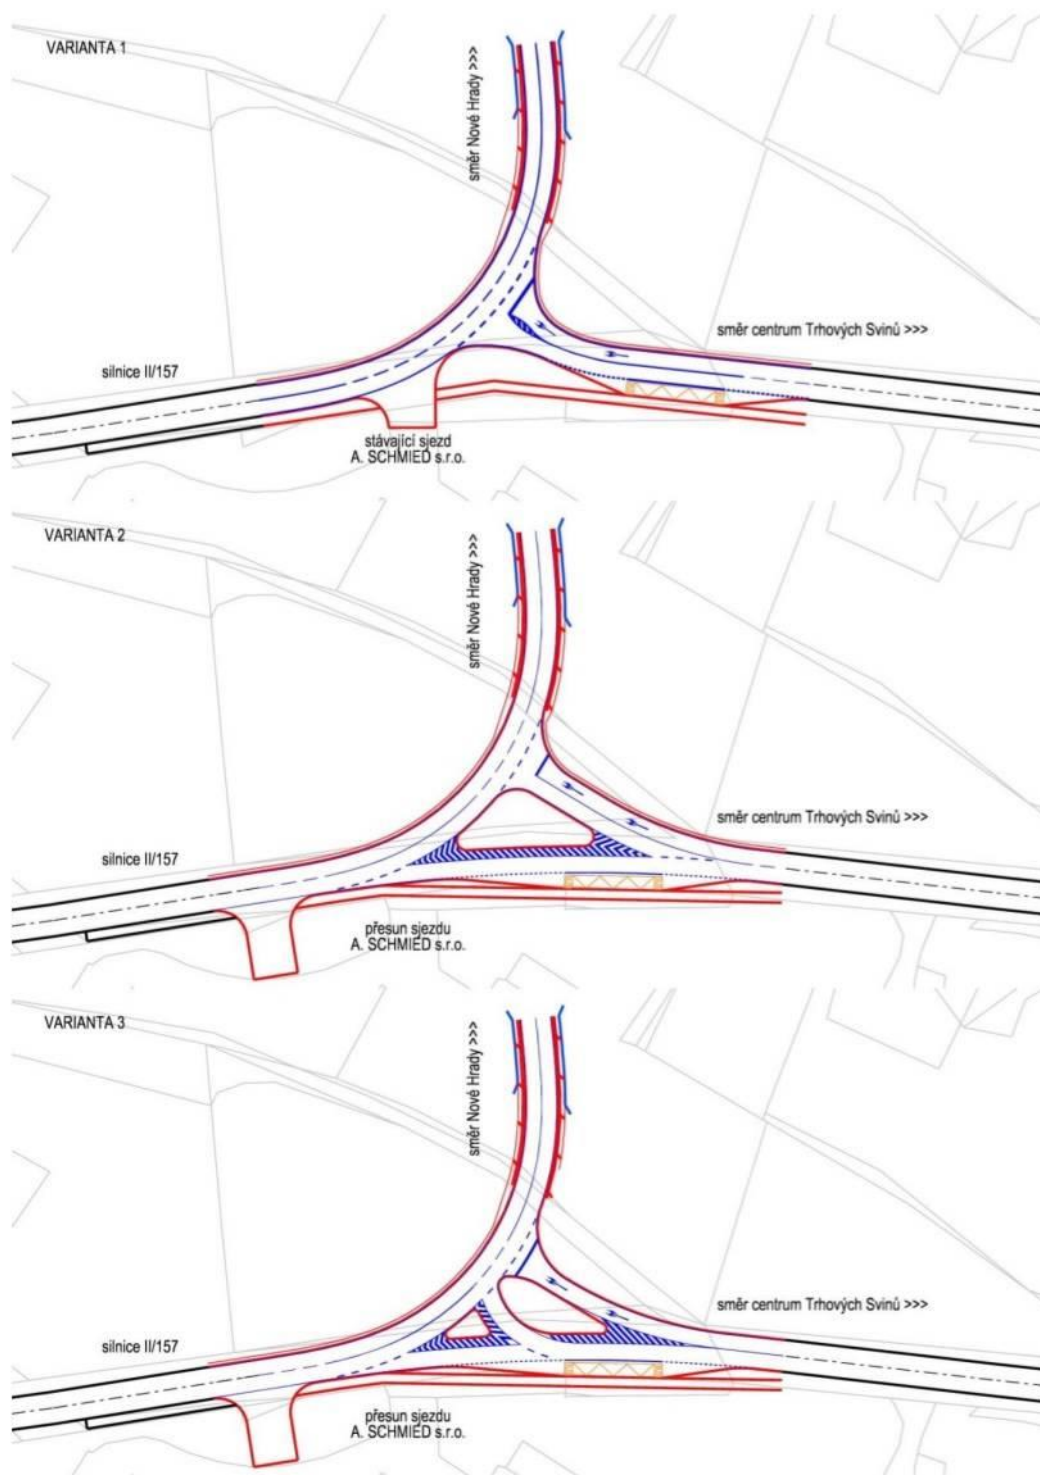 VARIANTA 1
směr Nové Hrady >>>
směr centrum Trhových Svinů >>>
silnice II/157
stávající sjezd
A. SCHMIED s.r.o.
VARIANTA 2
směr Nové Hrady >>>
směr centrum Trhových Svinů >>>
silnice II/157
přesun sjezdu
A. SCHMIED s.r.o.
VARIANTA 3
směr Nové Hrady >>>
směr centrum Trhových Svinů >>>
silnice II/157
přesun sjezdu
A. SCHMIED s.r.o.